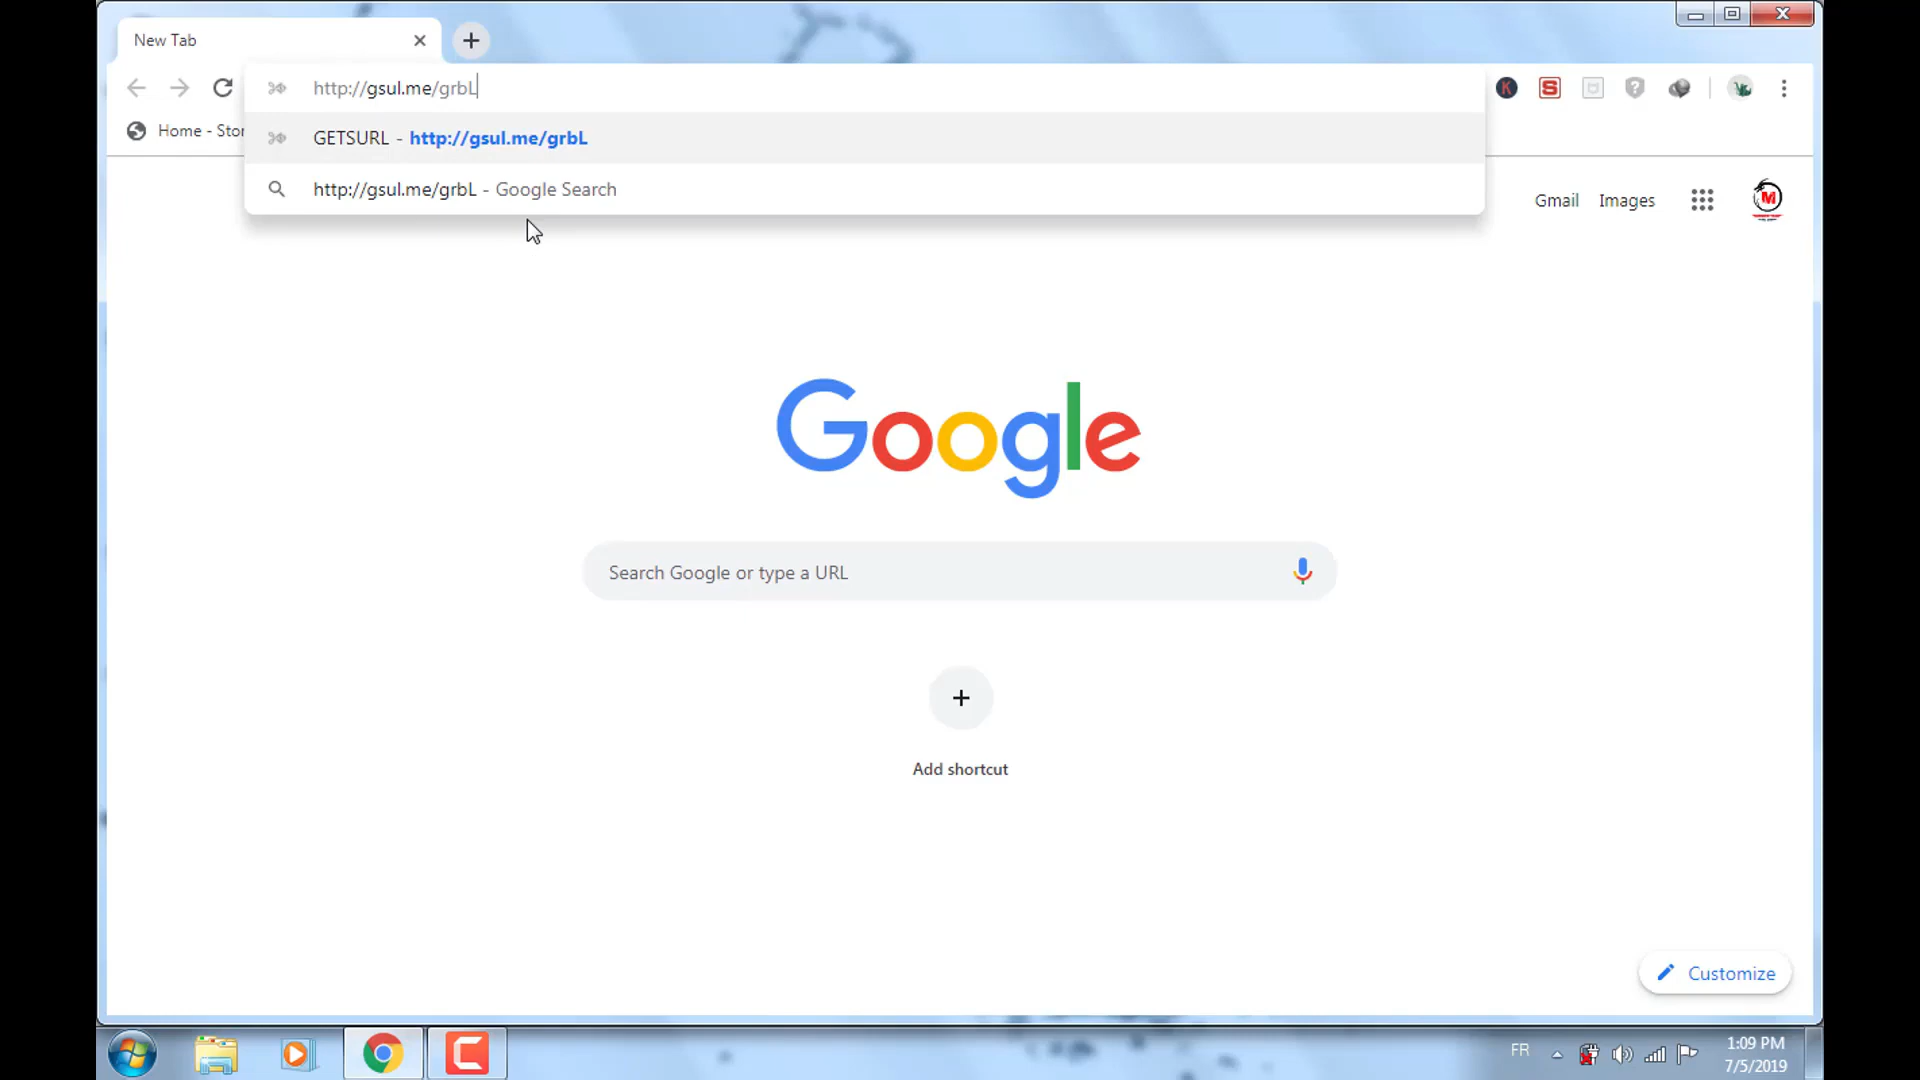 New Tab
http://gsul.me/grbL
GETSURL - http://gsul.me/grbL
Home - Stor
http://gsul.me/grbL - Google Search
Gmail Images
M
Google
Search Google or type a URL
Add shortcut
Customize
FR
1:09 PM
7/5/2019